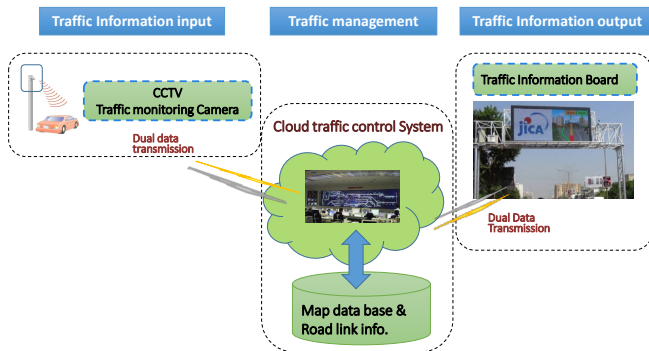 Traffic Information input
Traffic management
Traffic Information output
CCTV
Traffic monitoring Camera
Dual data
transmission
Cloud traffic control System
Map data base &
Road link info.
Traffic Information Board
jICA
Dual Data
Transmission